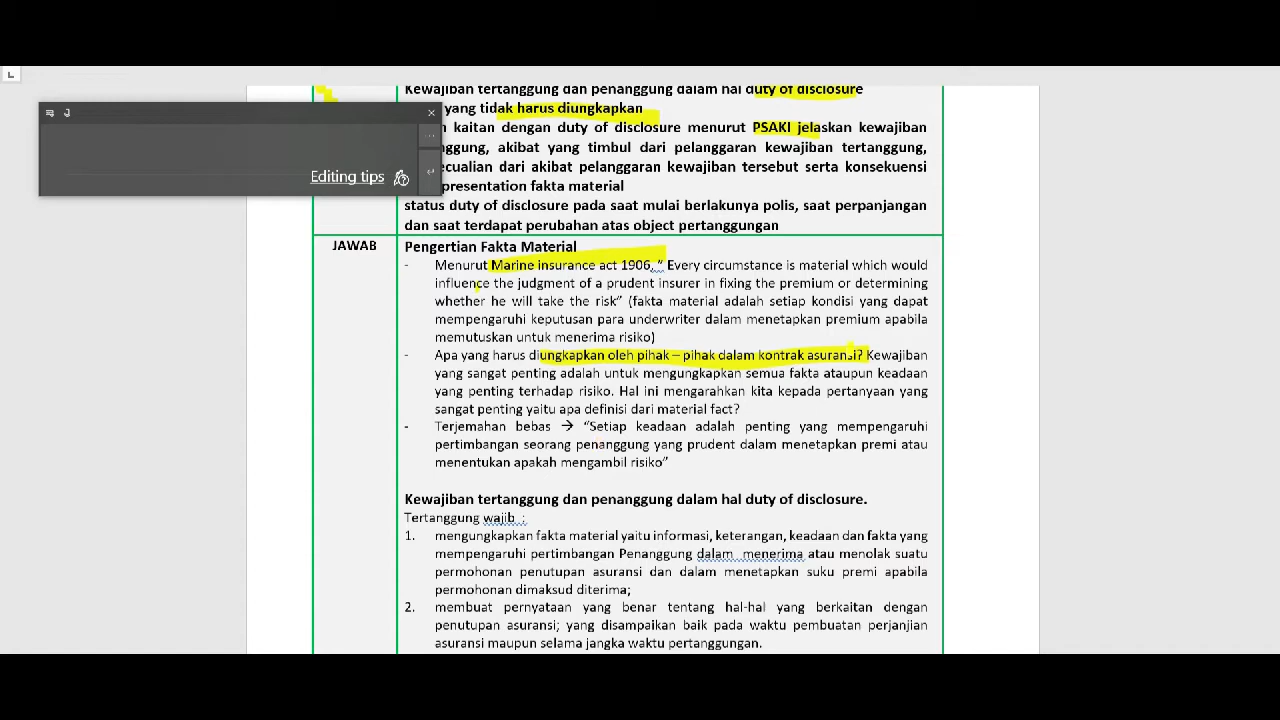 Kewajiban tertanggung dan penanggung dalam hal duty of disclosure
yang tidak harus diungkapkan
kaitan dengan duty of disclosure menurut PSAKI jelaskan kewajiban
akibat yang timbul dari pelanggaran kewajiban tertanggung,
dari akibat pelanggaran kewajiban tersebut serta konsekuensi
fakta material
Editing tips
status duty of disclosure pada saat mulai berlakunya polis, saat perpanjangan
dan saat terdapat perubahan atas object pertanggungan
JAWAB
Pengertian Fakta Material
- Menurut Marine insurance act 1906, “ Every circumstance is material which would
influence the judgment of a prudent insurer in fixing the premium or determining
whether he will take the risk” (fakta material adalah setiap kondisi yang dapat
mempengaruhi keputusan para underwriter dalam menetapkan premium apabila
memutuskan untuk menerima risiko)
- Apa yang harus diungkapkan oleh pihak – pihak dalam kontrak asuransi? Kewajiban
yang sangat penting adalah untuk mengungkapkan semua fakta ataupun keadaan
yang penting terhadap risiko. Hal ini mengarahkan kita kepada pertanyaan yang
sangat penting yaitu apa definisi dari material fact?
- Terjemahan bebas → “Setiap keadaan adalah penting yang mempengaruhi
pertimbangan seorang penanggung yang prudent dalam menetapkan premi atau
menentukan apakah mengambil risiko”
Kewajiban tertanggung dan penanggung dalam hal duty of disclosure.
Tertanggung wajib :
1. mengungkapkan fakta material yaitu informasi, keterangan, keadaan dan fakta yang
mempengaruhi pertimbangan Penanggung dalam menerima atau menolak suatu
permohonan penutupan asuransi dan dalam menetapkan suku premi apabila
permohonan dimaksud diterima;
2. membuat pernyataan yang benar tentang hal-hal yang berkaitan dengan
penutupan asuransi; yang disampaikan baik pada waktu pembuatan perjanjian
asuransi maupun selama jangka waktu pertanggungan.